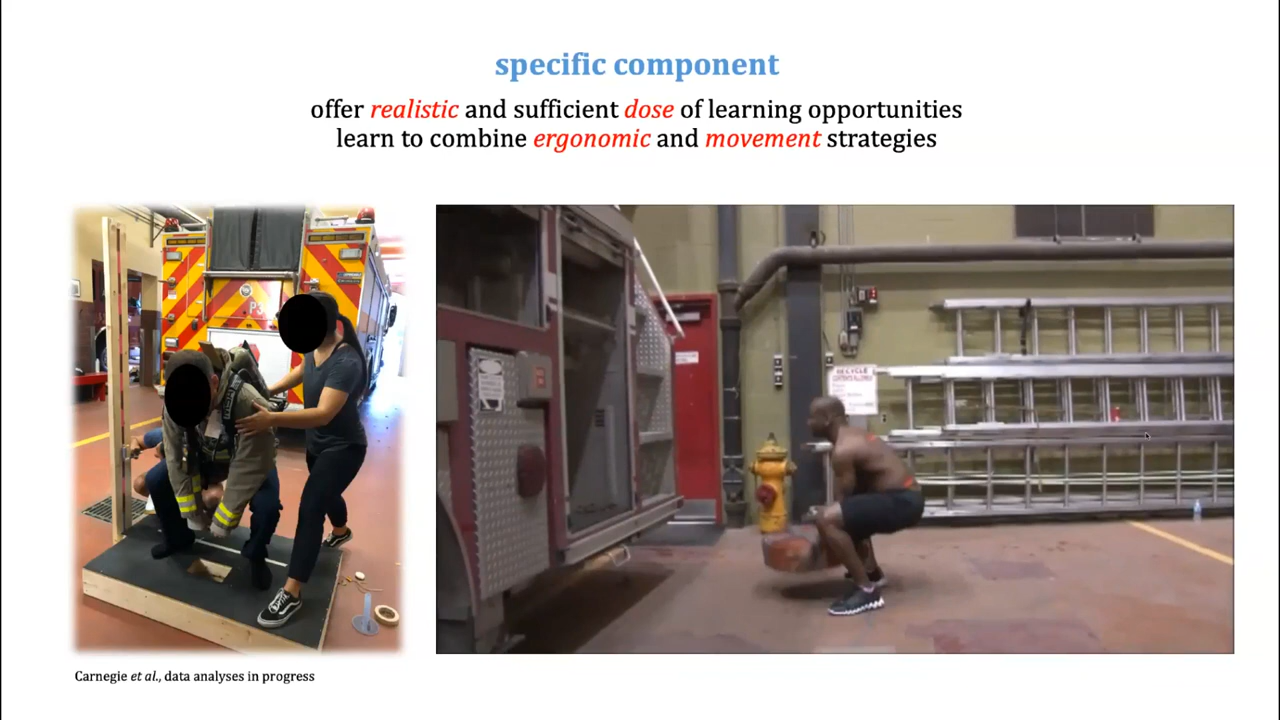 specific component
offer realistic and sufficient dose of learning opportunities
learn to combine ergonomic and movement strategies
RECYCLE
Carnegie et al., data analyses in progress